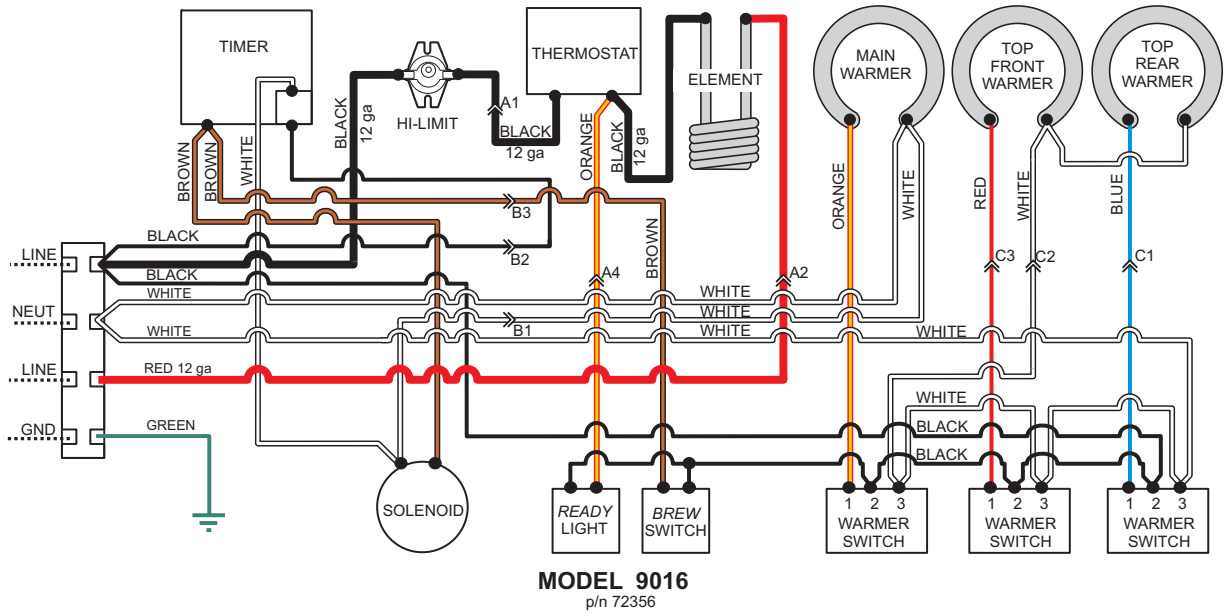 TIMER
THERMOSTAT
ELEMENT
MAIN
WARMER
TOP
FRONT
WARMER
TOP
REAR
WARMER
HI-LIMIT
A1
BLACK
12 ga
BLACK
12 ga
BLACK
12 ga
ORANGE
WHITE
BROWN
BROWN
ORANGE
WHITE
RED
WHITE
BLUE
B3
BROWN
BLACK
B2
LINE
BLACK
A4
A2
C3
C2
C1
WHITE
WHITE
NEUT
WHITE
B1
WHITE
WHITE
WHITE
LINE
RED 12 ga
WHITE
GND
GREEN
BLACK
BLACK
SOLENOID
READY
LIGHT
BREW
SWITCH
1 2 3
WARMER
SWITCH
1 2 3
WARMER
SWITCH
1 2 3
WARMER
SWITCH
MODEL 9016
p/n 72356